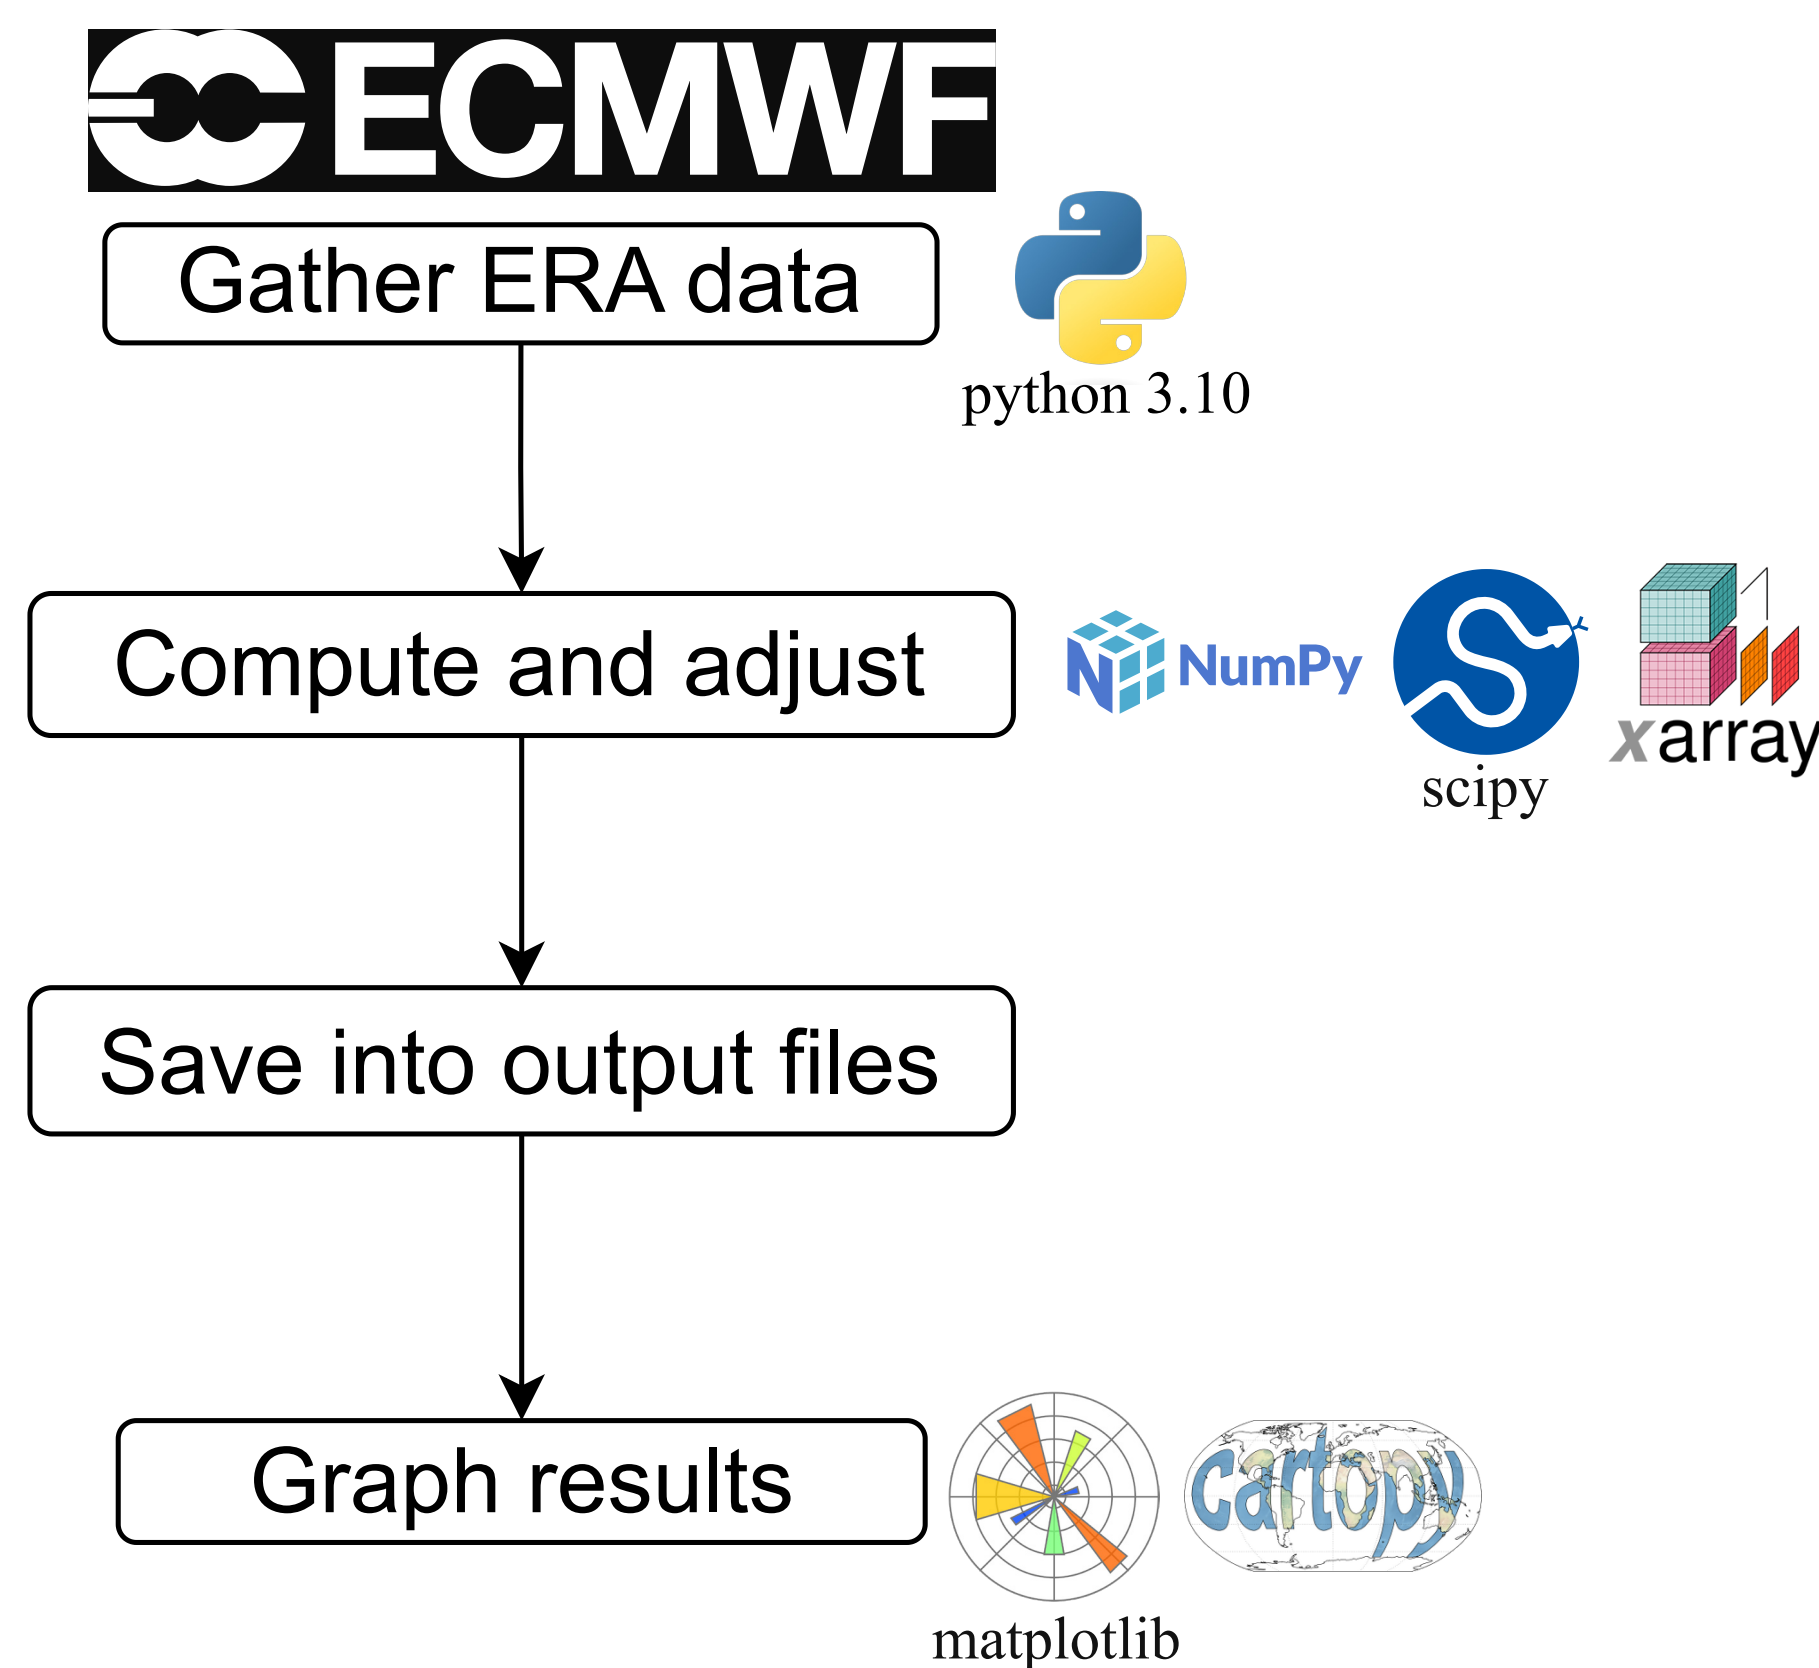 ECMWF
Gather ERA data
python 3.10
Compute and adjust
NumPy
scipy
xarray
Save into output files
Graph results
cartopy
matplotlib